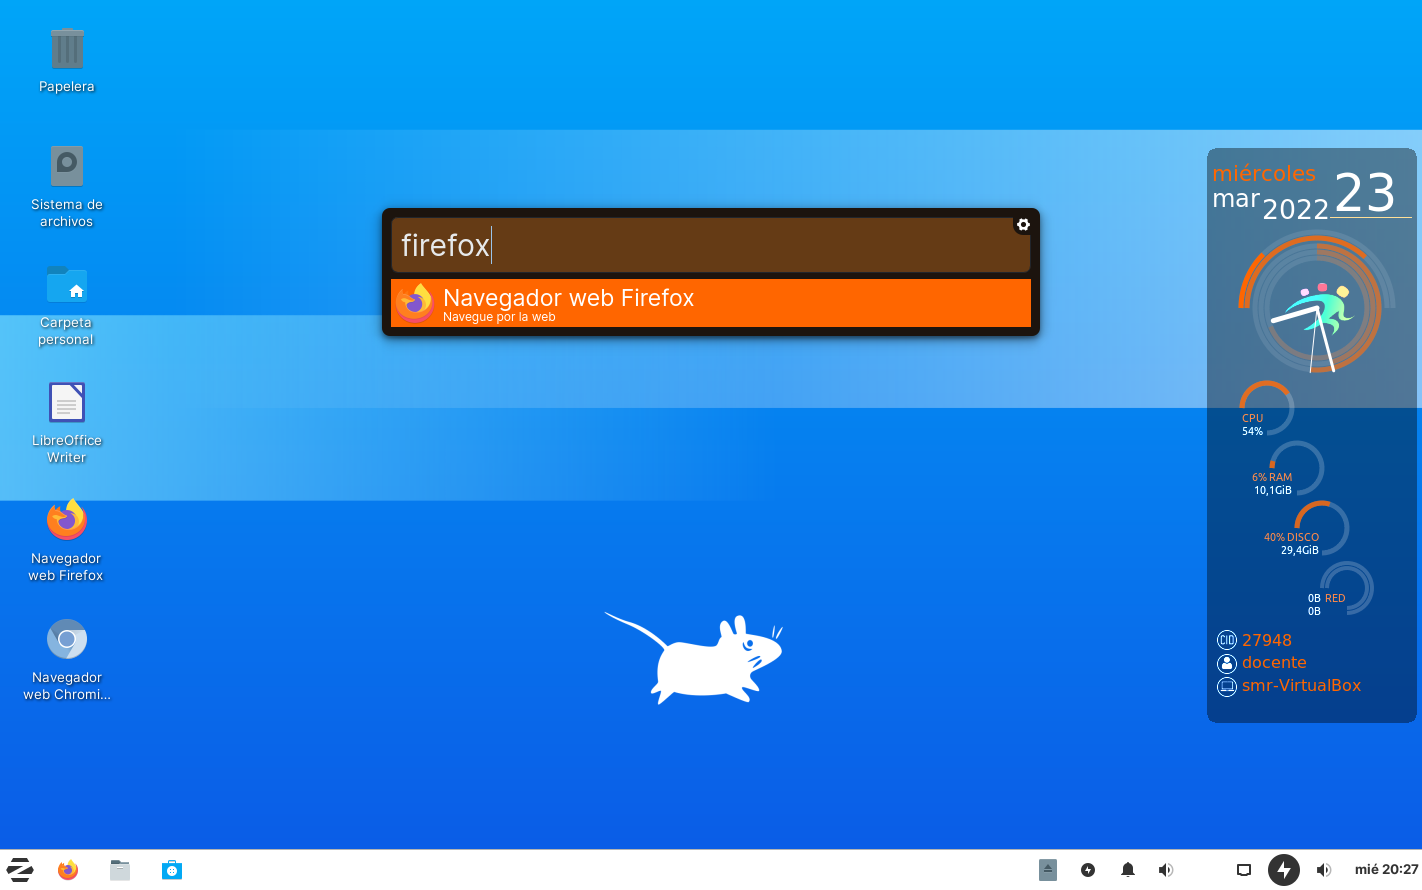 Papelera
Sistema de
archivos
Carpeta
personal
LibreOffice
Writer
Navegador
web Firefox
Navegador
web Chromi...
firefox
Navegador web Firefox
Navegue por la web
miércoles
mar 2022 23
CPU
54%
6% RAM
10,1GiB
40% DISCO
29,4GiB
0B RED
0B
CID 27948
docente
smr-VirtualBox
mié 20:27